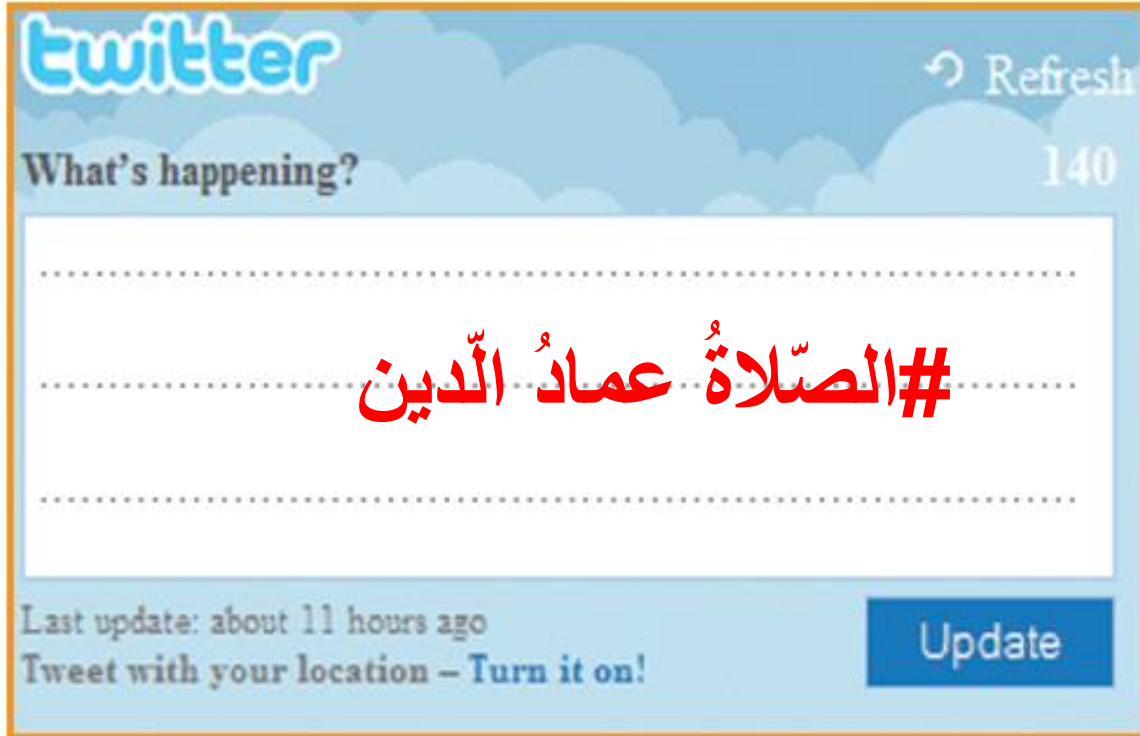 twitter
Refresh
What's happening?
140
#الصّلاةُ عمادُ الّدين
Last update: about 11 hours ago
Update
Tweet with your location – Turn it on!